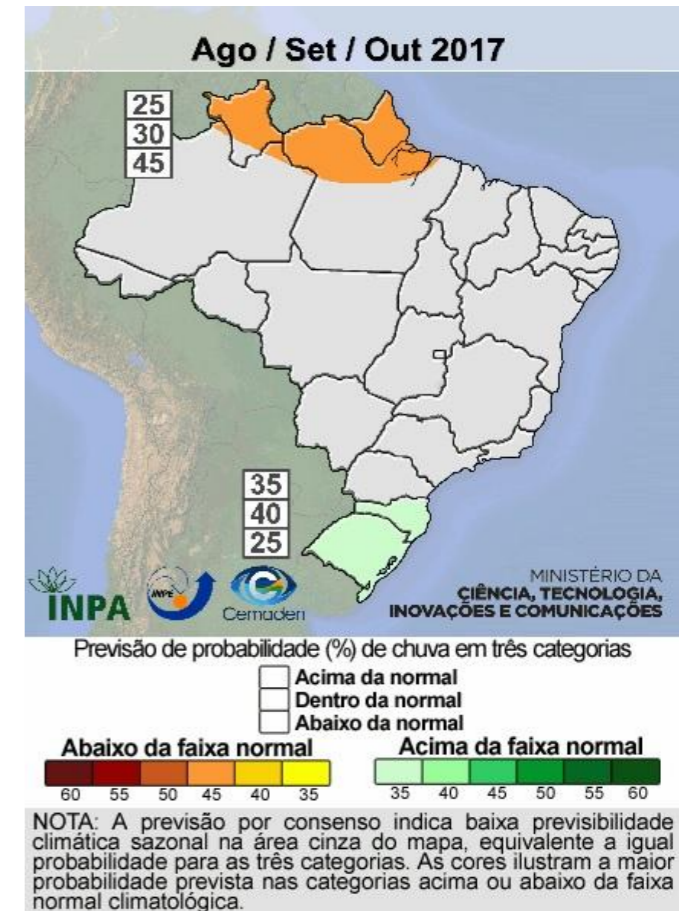 Ago / Set / Out 2017
25
30
45
35
40
25
INPA
INPE
Cemaden
MINISTÉRIO DA
CIÊNCIA, TECNOLOGIA,
INOVAÇÕES E COMUNICAÇÕES
Previsão de probabilidade (%) de chuva em três categorias
Acima da normal
Dentro da normal
Abaixo da normal
Abaixo da faixa normal
60 55 50 45 40 35
Acima da faixa normal
35 40 45 50 55 60
NOTA: A previsão por consenso indica baixa previsibilidade
climática sazonal na área cinza do mapa, equivalente a igual
probabilidade para as três categorias. As cores ilustram a maior
probabilidade prevista nas categorias acima ou abaixo da faixa
normal climatológica.